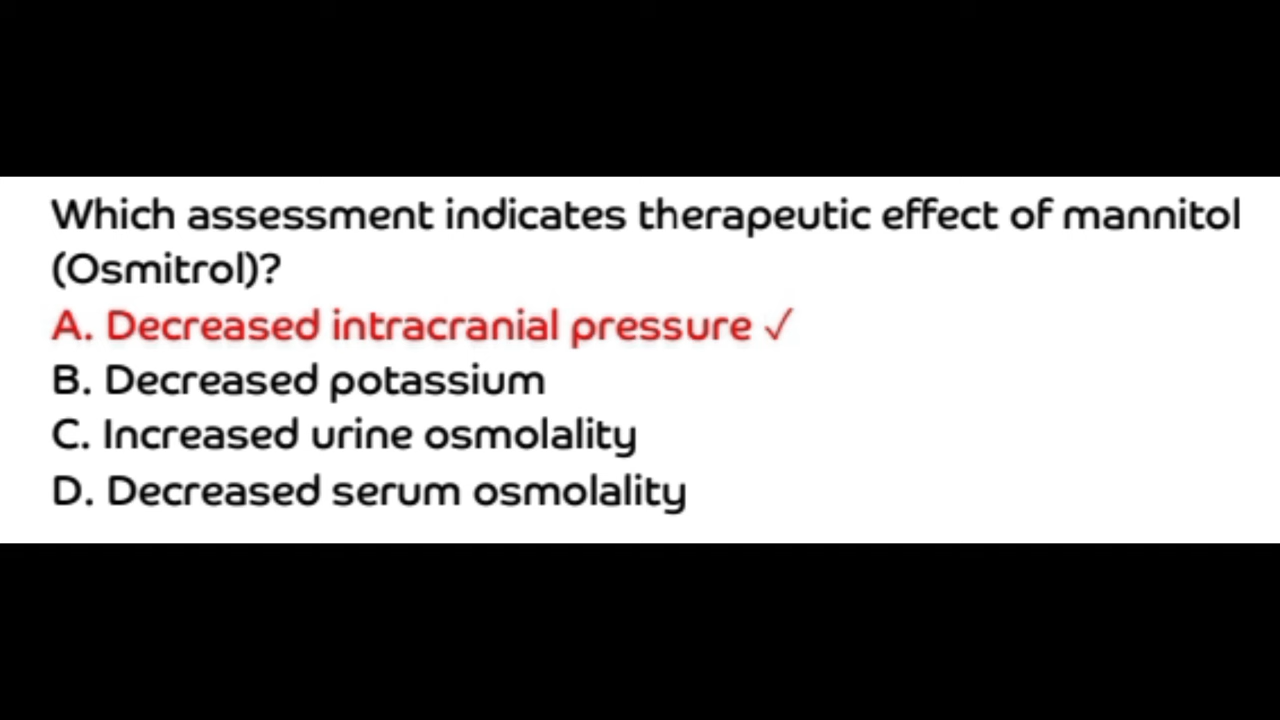 Which assessment indicates therapeutic effect of mannitol
(Osmitrol)?
A. Decreased intracranial pressure ✓
B. Decreased potassium
C. Increased urine osmolality
D. Decreased serum osmolality